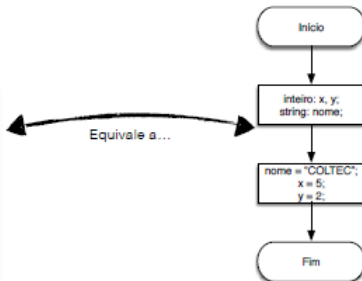 Início
inteiro: x, y;
string: nome;
Equivale a...
nome = "COLTEC";
x = 5;
y = 2;
Fim